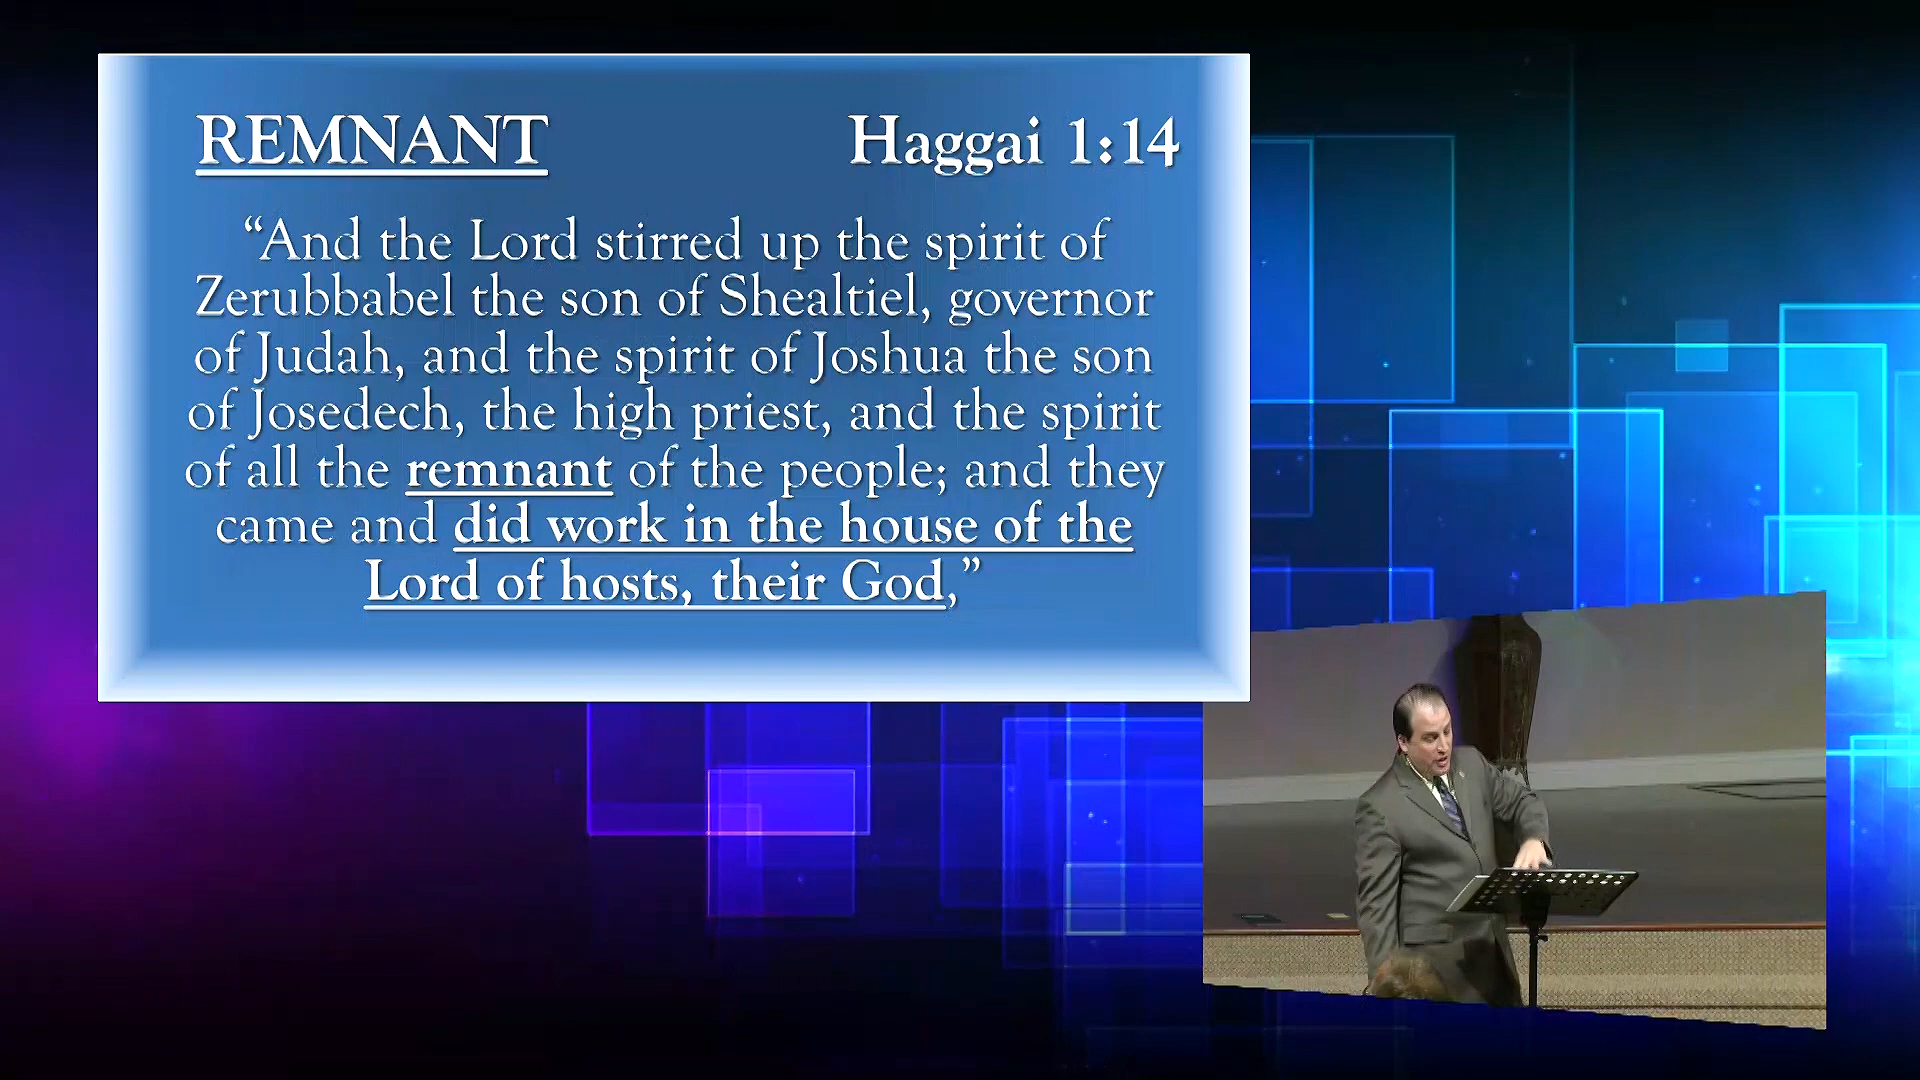 REMNANT Haggai 1:14
“And the Lord stirred up the spirit of
Zerubbabel the son of Shealtiel, governor
of Judah, and the spirit of Joshua the son
of Josedech, the high priest, and the spirit
of all the remnant of the people; and they
came and did work in the house of the
Lord of hosts, their God,”